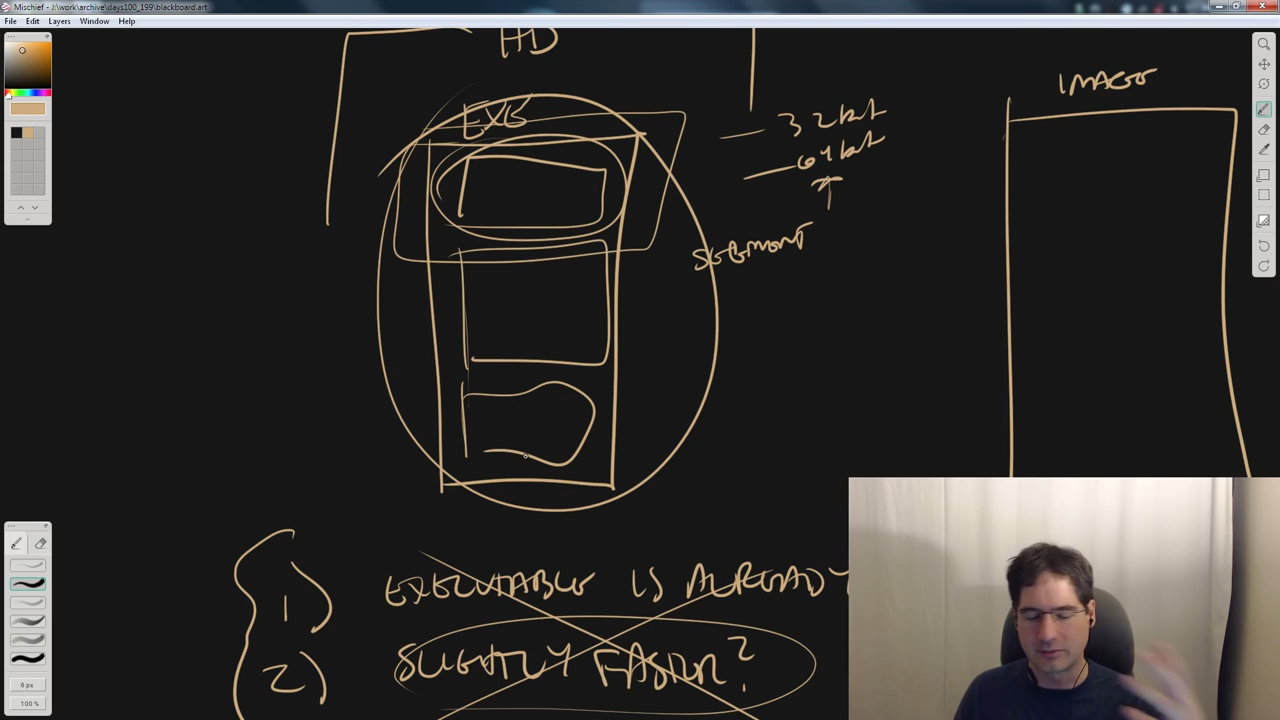 Mischief - J:\work\archive\days100_199\blackboard.art
File Edit Layers Window Help
HD
EXE
32 bit
64 bit
SEGMENT
IMAGE
1) EXECUTABLE IS ALREADY
2) SLIGHTLY FASTER?
6 px
100 %